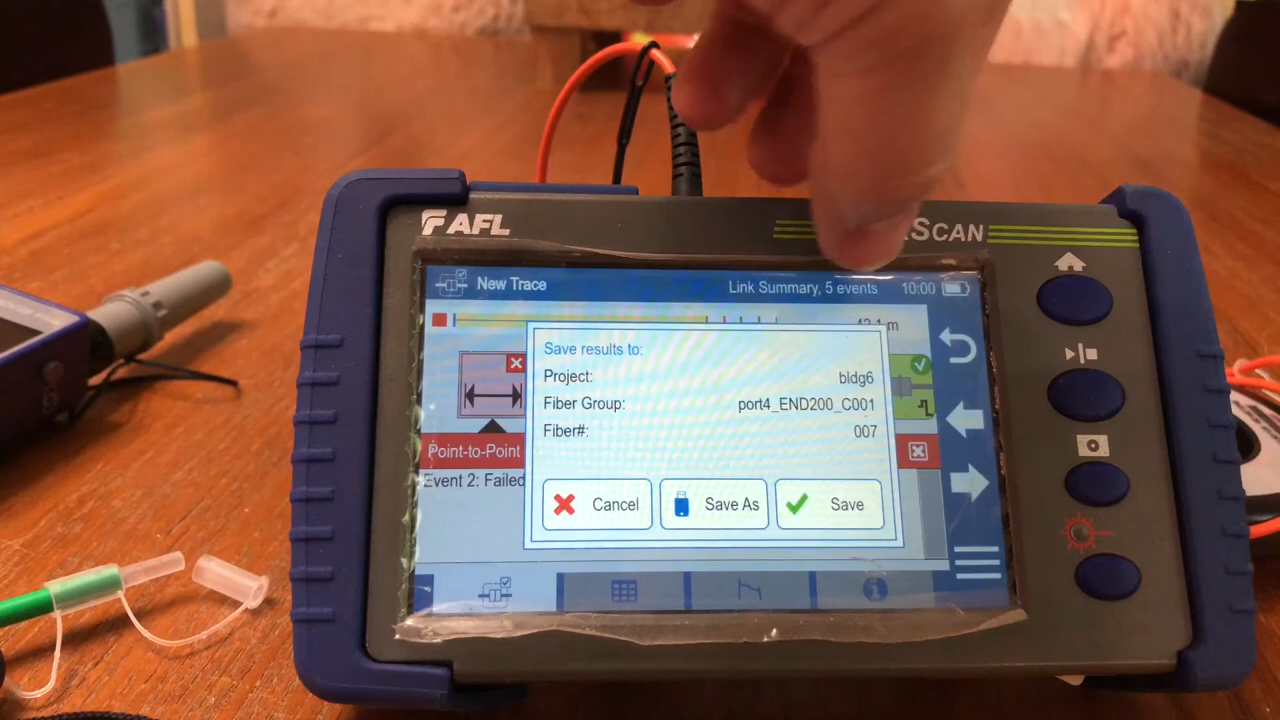 AFL
SCAN
New Trace
Link Summary, 5 events
10:00
Save results to:
Project:
bldg6
Fiber Group:
port4_END200_C001
Fiber#:
007
Point-to-Point
Event 2: Failed
Cancel
Save As
Save